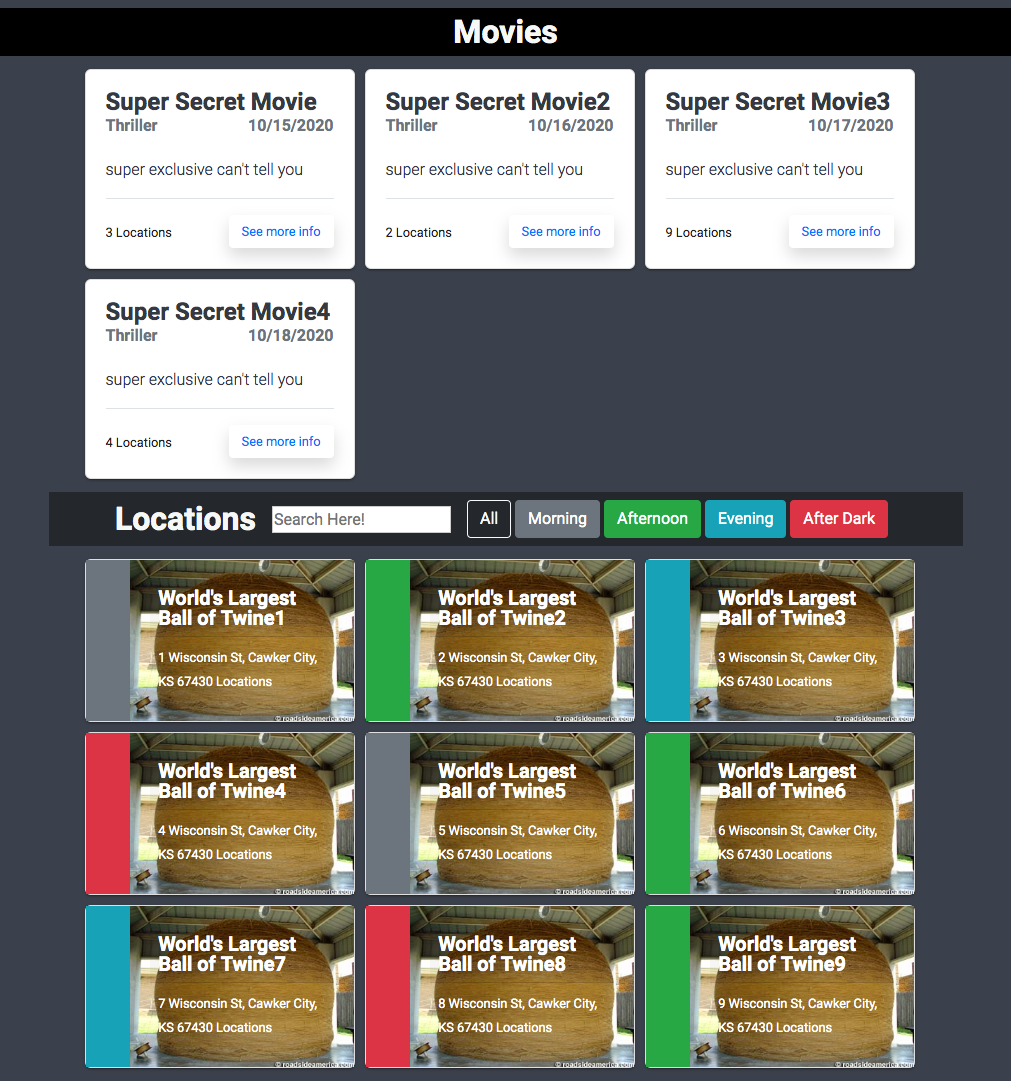 Movies
Super Secret Movie
Thriller 10/15/2020
super exclusive can't tell you
3 Locations See more info
Super Secret Movie2
Thriller 10/16/2020
super exclusive can't tell you
2 Locations See more info
Super Secret Movie3
Thriller 10/17/2020
super exclusive can't tell you
9 Locations See more info
Super Secret Movie4
Thriller 10/18/2020
super exclusive can't tell you
4 Locations See more info
Locations Search Here! All Morning Afternoon Evening After Dark
World's Largest
Ball of Twine1
1 Wisconsin St, Cawker City,
KS 67430 Locations
© roadsideamerica.com
World's Largest
Ball of Twine2
2 Wisconsin St, Cawker City,
KS 67430 Locations
© roadsideamerica.com
World's Largest
Ball of Twine3
3 Wisconsin St, Cawker City,
KS 67430 Locations
© roadsideamerica.com
World's Largest
Ball of Twine4
4 Wisconsin St, Cawker City,
KS 67430 Locations
© roadsideamerica.com
World's Largest
Ball of Twine5
5 Wisconsin St, Cawker City,
KS 67430 Locations
© roadsideamerica.com
World's Largest
Ball of Twine6
6 Wisconsin St, Cawker City,
KS 67430 Locations
© roadsideamerica.com
World's Largest
Ball of Twine7
7 Wisconsin St, Cawker City,
KS 67430 Locations
© roadsideamerica.com
World's Largest
Ball of Twine8
8 Wisconsin St, Cawker City,
KS 67430 Locations
© roadsideamerica.com
World's Largest
Ball of Twine9
9 Wisconsin St, Cawker City,
KS 67430 Locations
© roadsideamerica.com